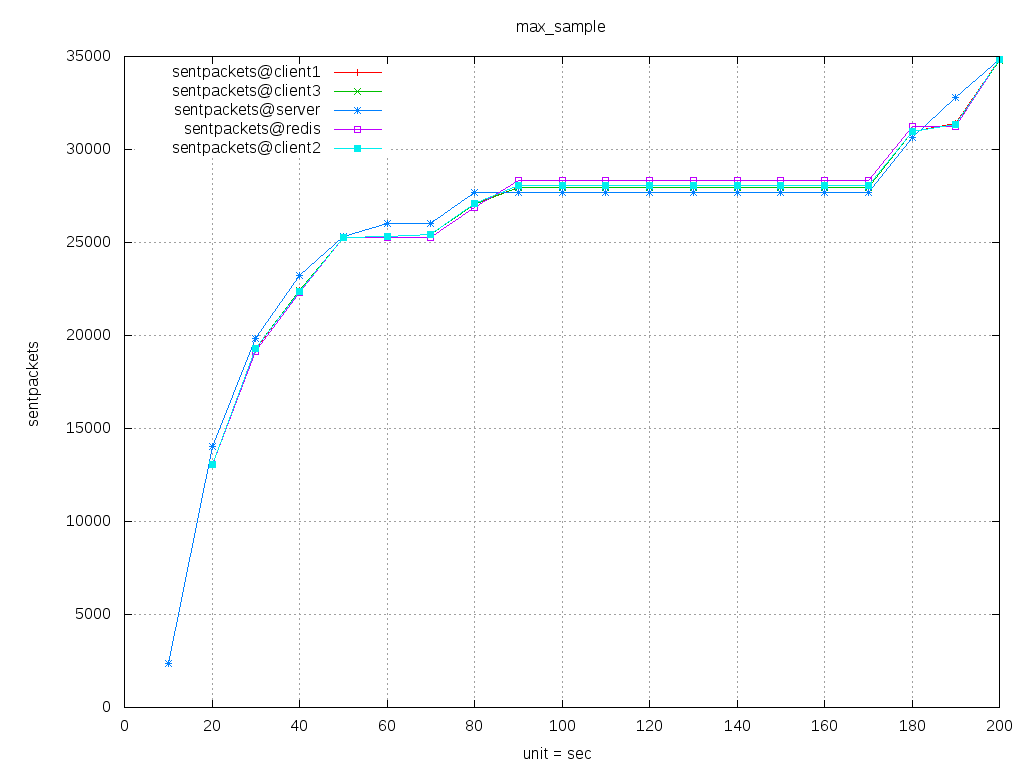 max_sample
35000
30000
25000
20000
15000
10000
5000
0
sentpackets
sentpackets@client1
sentpackets@client3
sentpackets@server
sentpackets@redis
sentpackets@client2
0 20 40 60 80 100 120 140 160 180 200
unit = sec